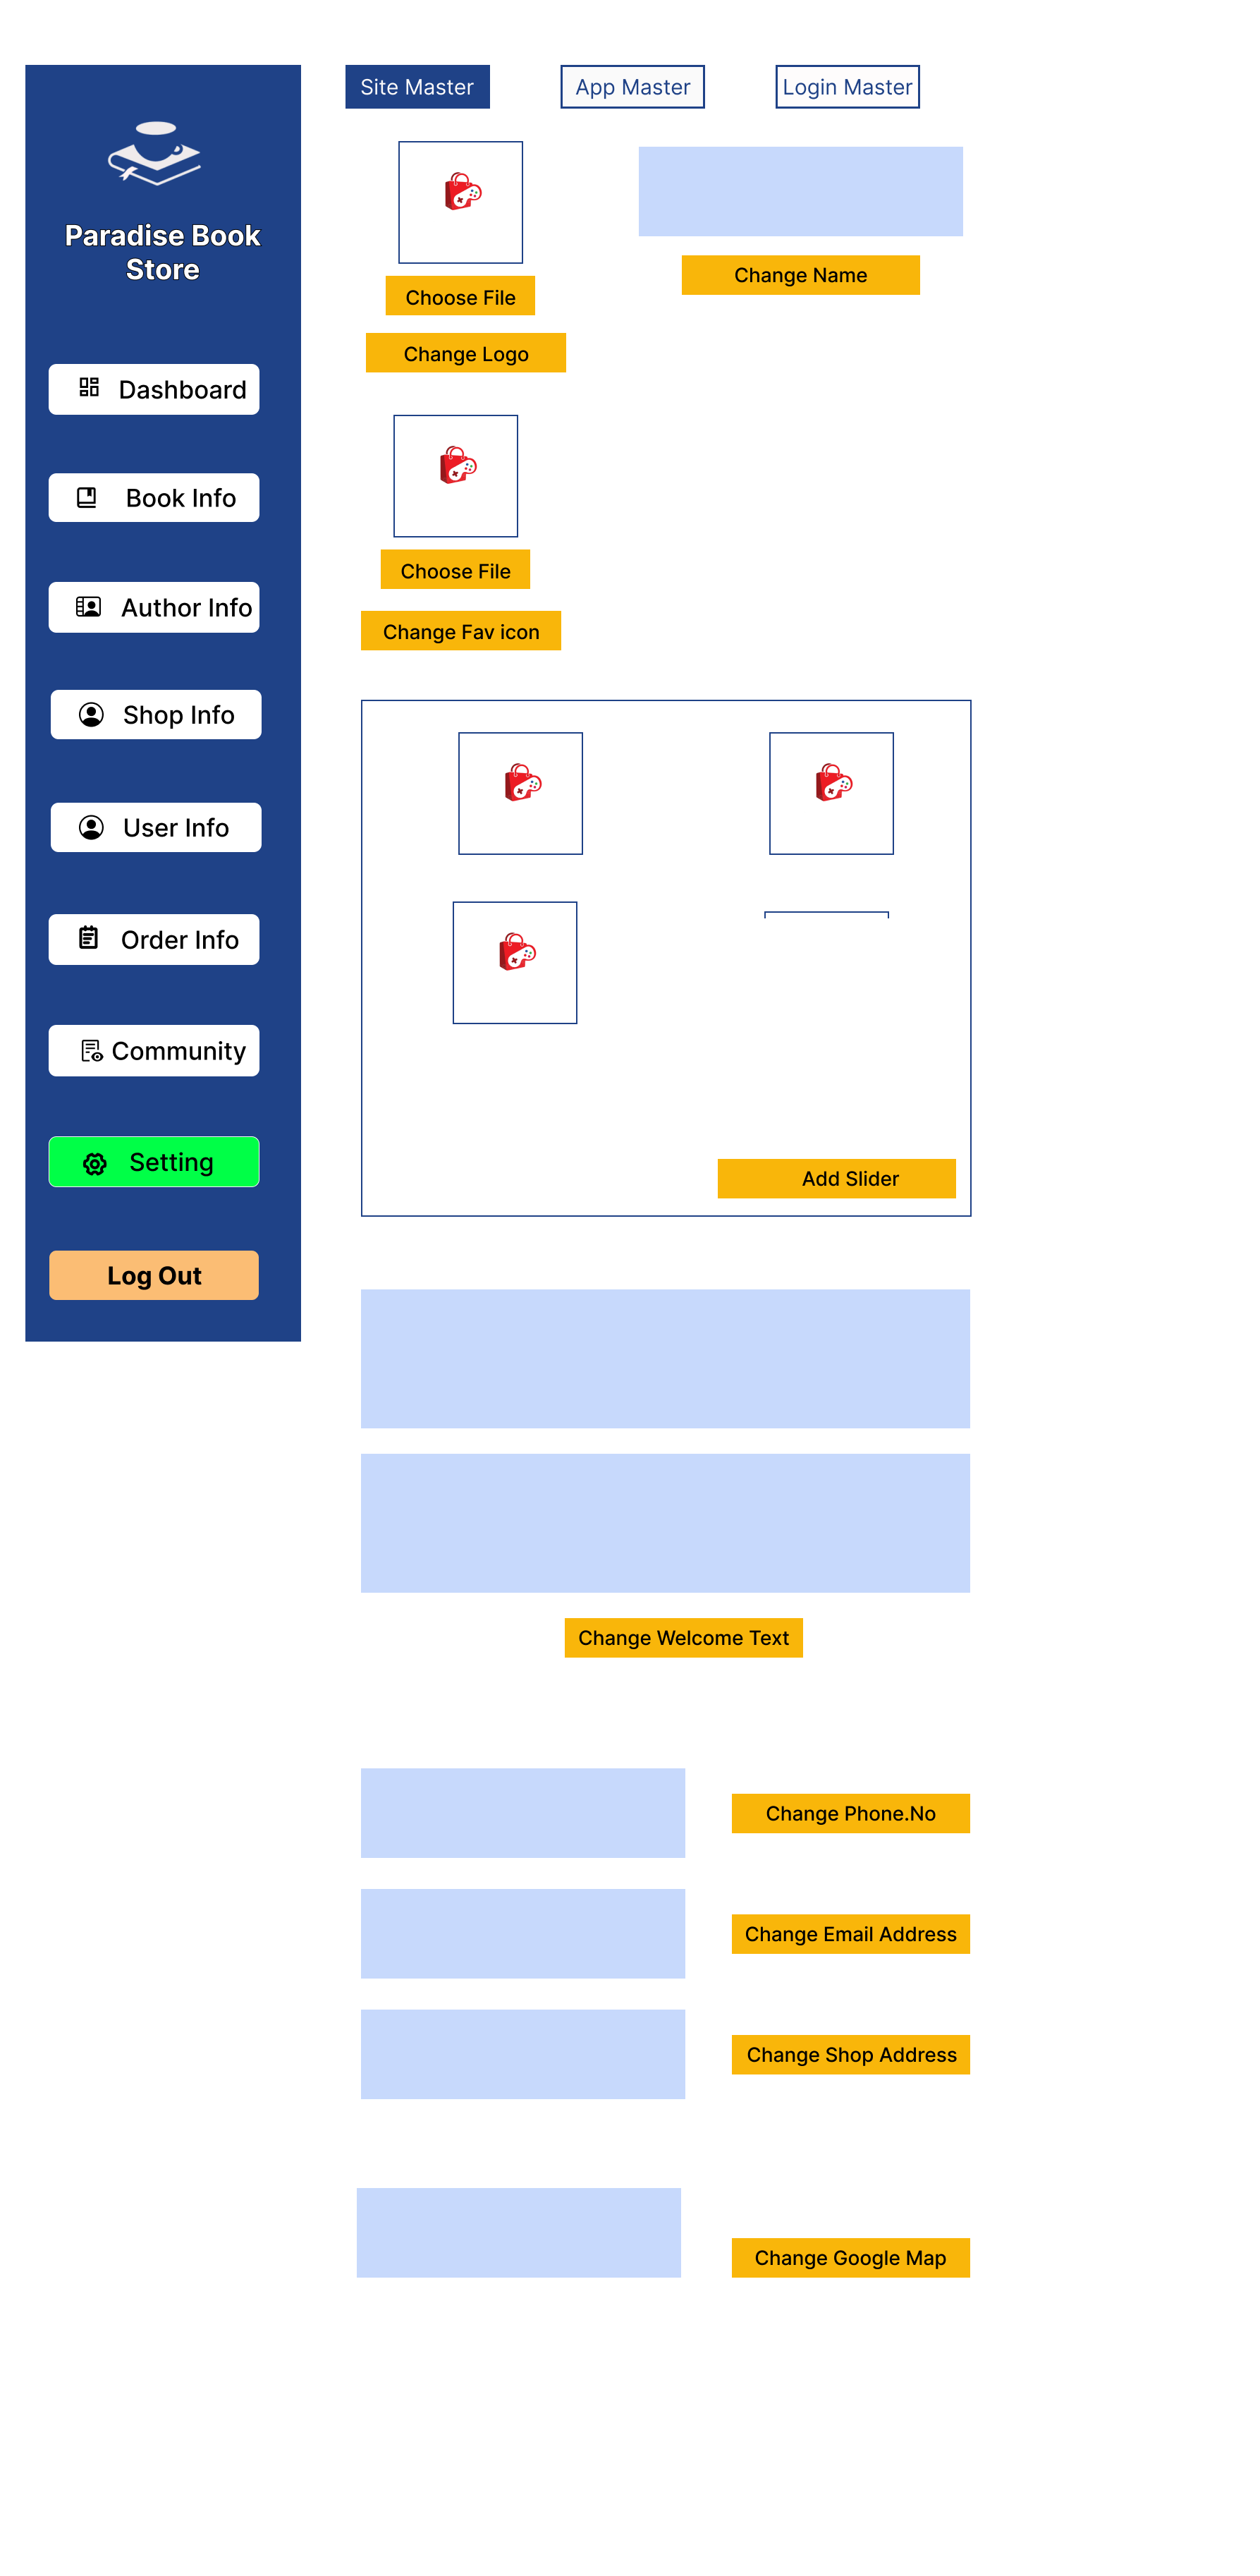 Paradise Book
Store
Dashboard
Book Info
Author Info
Shop Info
User Info
Order Info
Community
Setting
Log Out
Site Master
App Master
Login Master
Choose File
Change Logo
Change Name
Choose File
Change Fav icon
Add Slider
Change Welcome Text
Change Phone.No
Change Email Address
Change Shop Address
Change Google Map